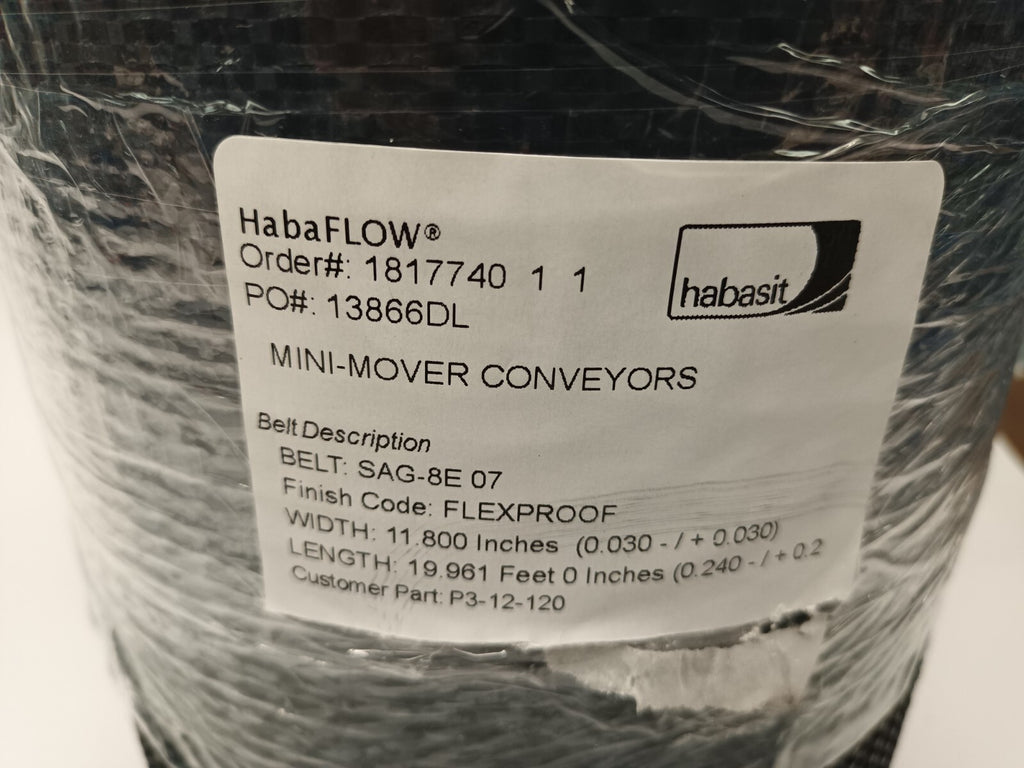 HabaFLOW®
Order#: 1817740 1 1
PO#: 13866DL
habasit
MINI-MOVER CONVEYORS
Belt Description
BELT: SAG-8E 07
Finish Code: FLEXPROOF
WIDTH: 11.800 Inches (0.030 - / + 0.030)
LENGTH: 19.961 Feet 0 Inches (0.240 - / + 0.2
Customer Part: P3-12-120